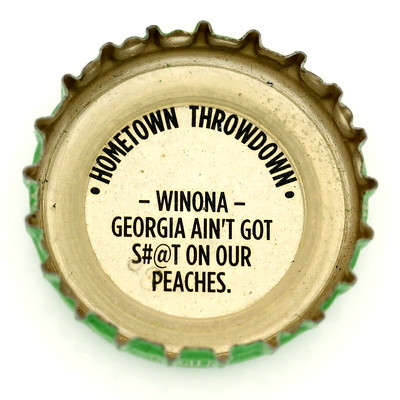 • HOMETOWN THROWDOWN •
– WINONA –
GEORGIA AIN'T GOT
S#@T ON OUR
PEACHES.